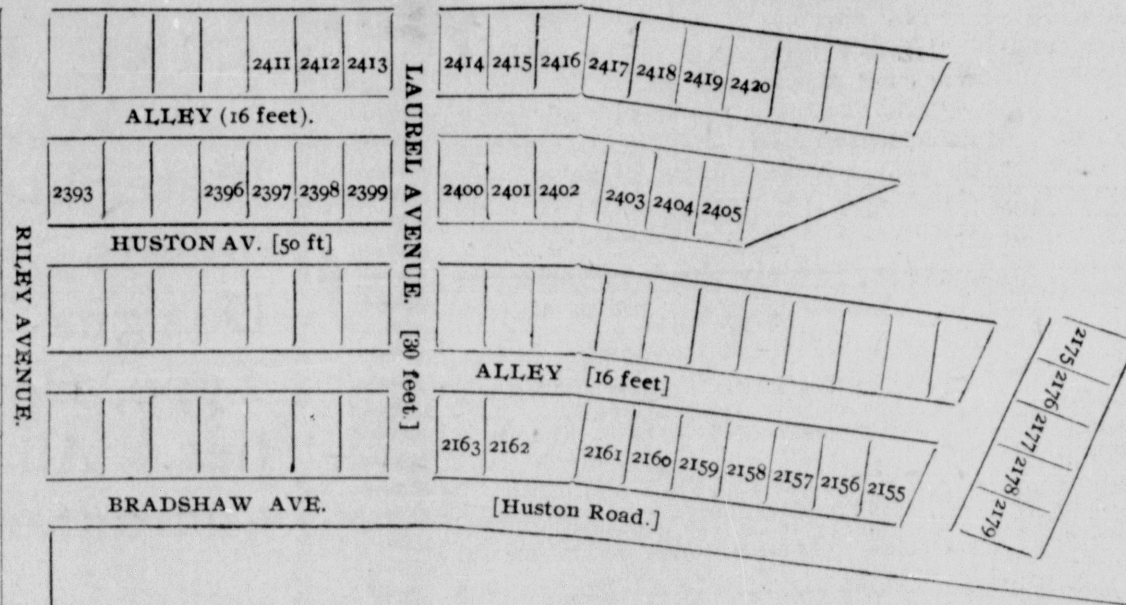 2411 2412 2413 2414 2415 2416 2417 2418 2419 2420
ALLEY (16 feet).
2393 2396 2397 2398 2399 2400 2401 2402 2403 2404 2405
HUSTON AV. [50 ft]
RILEY AVENUE.
LAUREL AVENUE. [30 feet.]
ALLEY [16 feet]
2163 2162 2161 2160 2159 2158 2157 2156 2155
2175
2176
2177
2178
2179
BRADSHAW AVE. [Huston Road.]